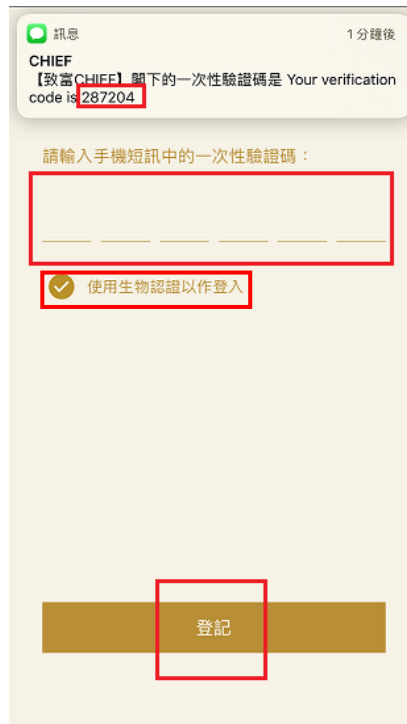 訊息 1 分鐘後
CHIEF
【致富CHIEF】閣下的一次性驗證碼是 Your verification
code is 287204
請輸入手機短訊中的一次性驗證碼：
使用生物認證以作登入
登記